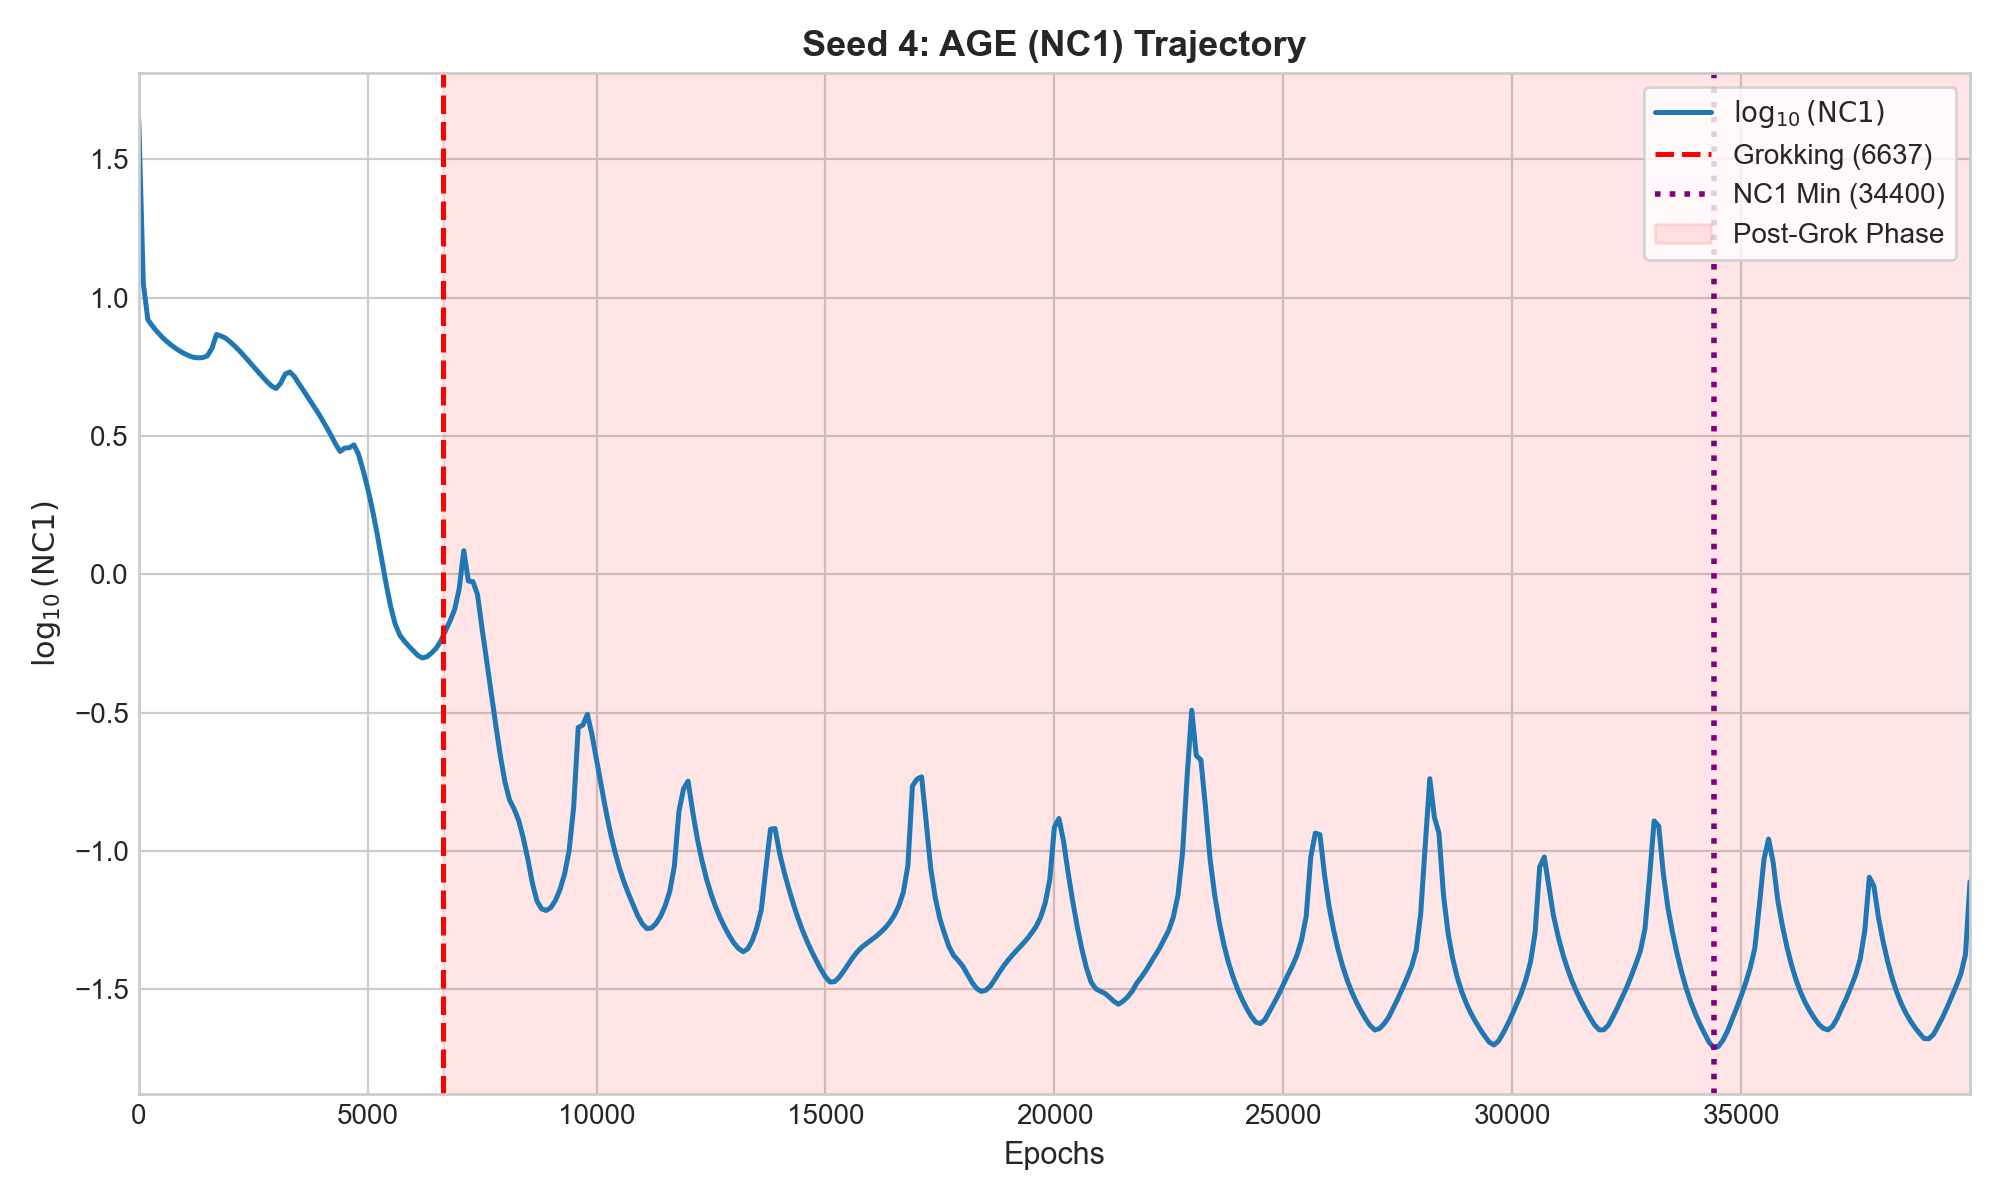 Seed 4: AGE (NC1) Trajectory
log₁₀ (NC1)
Grokking (6637)
NC1 Min (34400)
Post-Grok Phase
log₁₀ (NC1)
1.5
1.0
0.5
0.0
−0.5
−1.0
−1.5
0 5000 10000 15000 20000 25000 30000 35000
Epochs